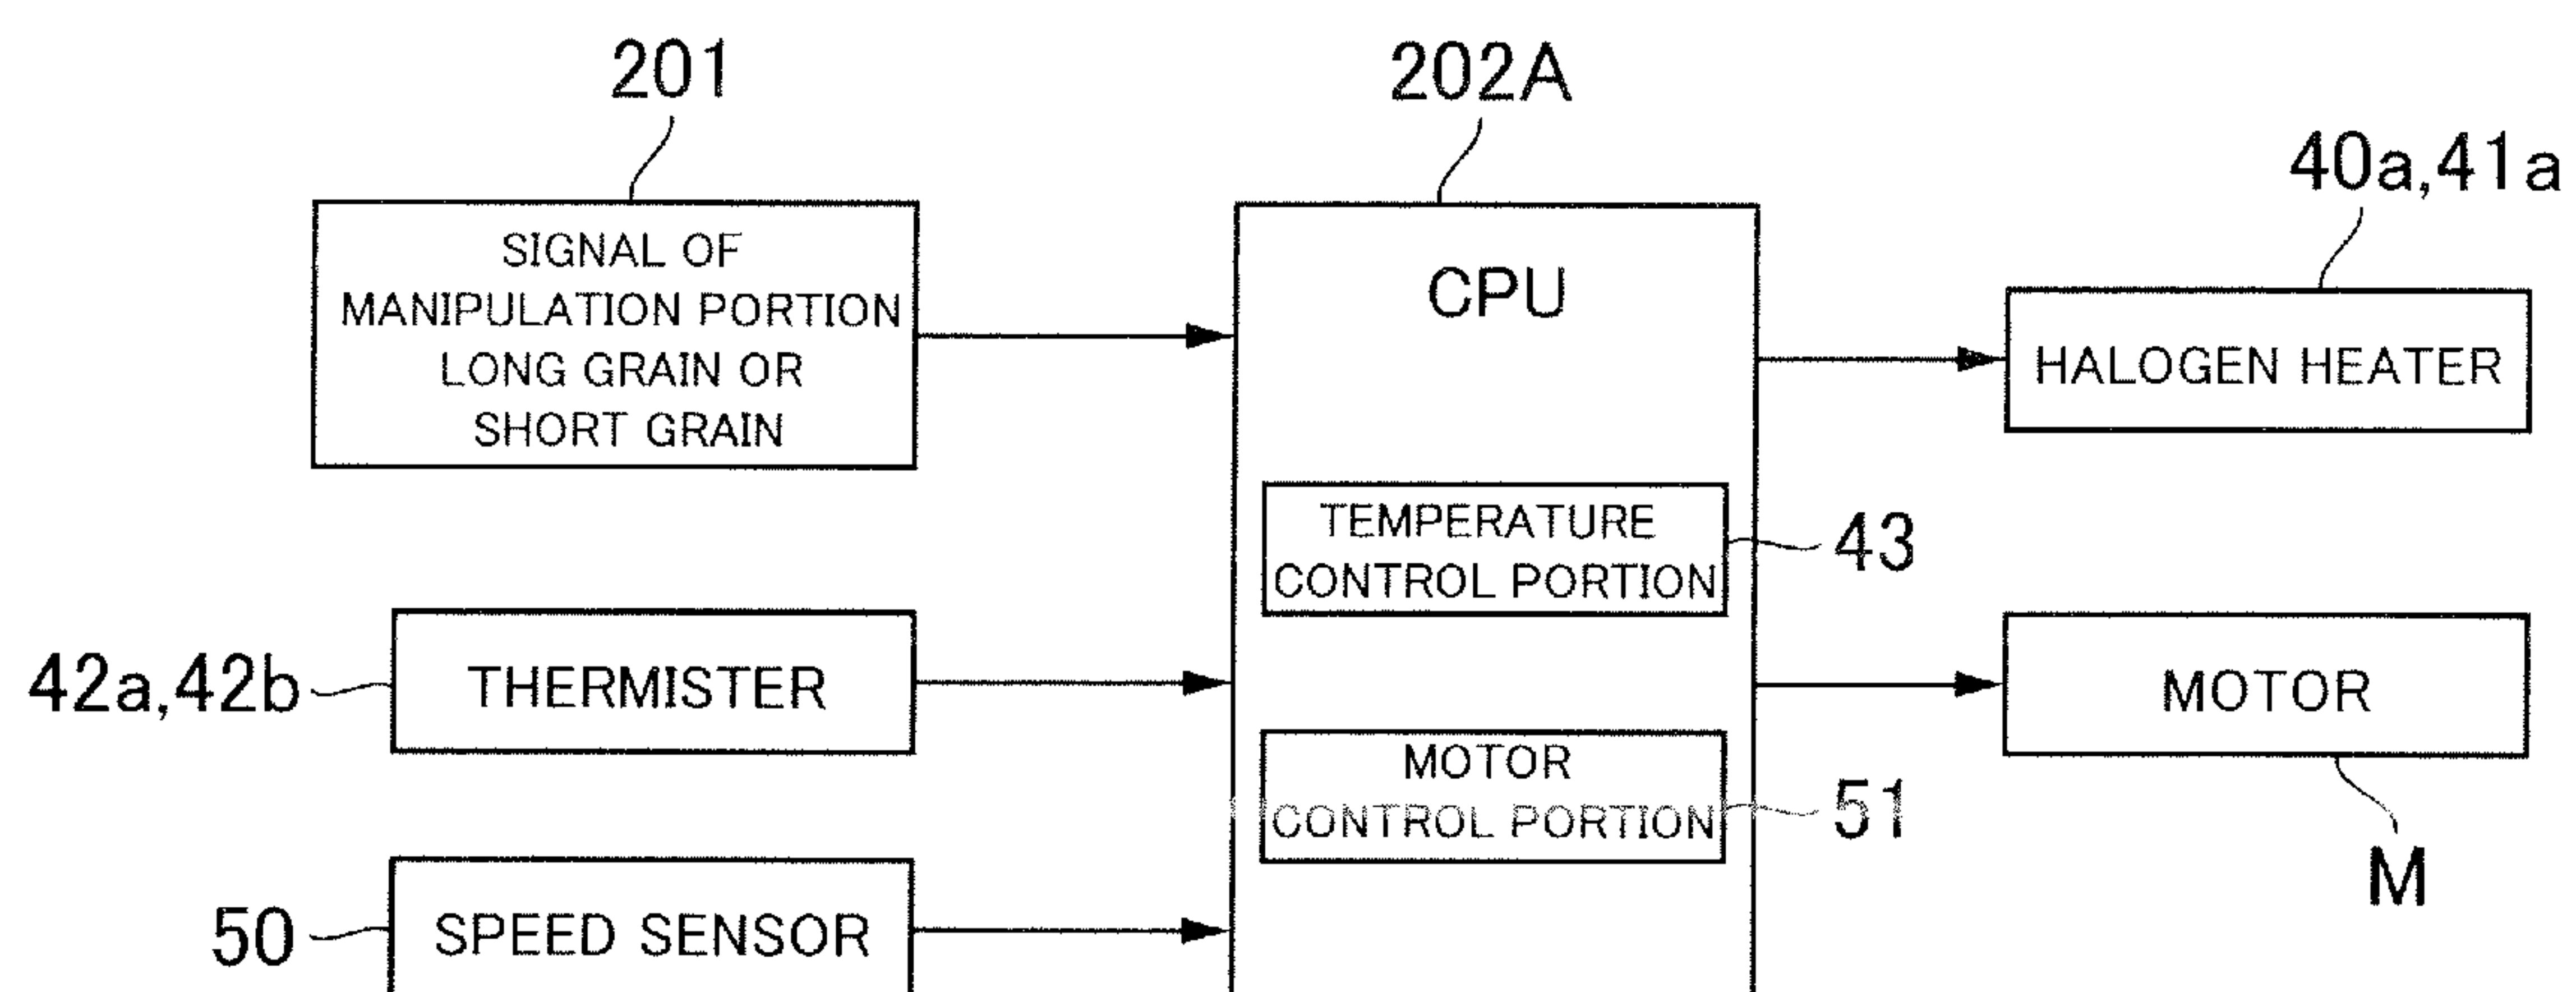 201
202A
40a,41a
SIGNAL OF
MANIPULATION PORTION
LONG GRAIN OR
SHORT GRAIN
CPU
HALOGEN HEATER
TEMPERATURE
CONTROL PORTION
43
42a,42b
THERMISTER
MOTOR
MOTOR
CONTROL PORTION
51
M
50
SPEED SENSOR